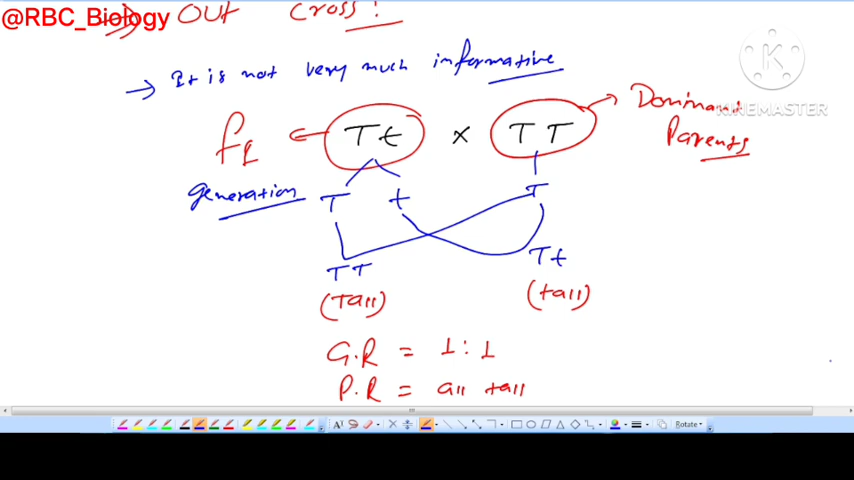 @RBC_Biology
Out Cross :
→ It is not very much informative
K
KINEMASTER
F1 ← Tt × TT → Dominant Parents
generation
T t T
TT Tt
(Tall) (tall)
G.R = 1:1
P.R = all tall
Rotate